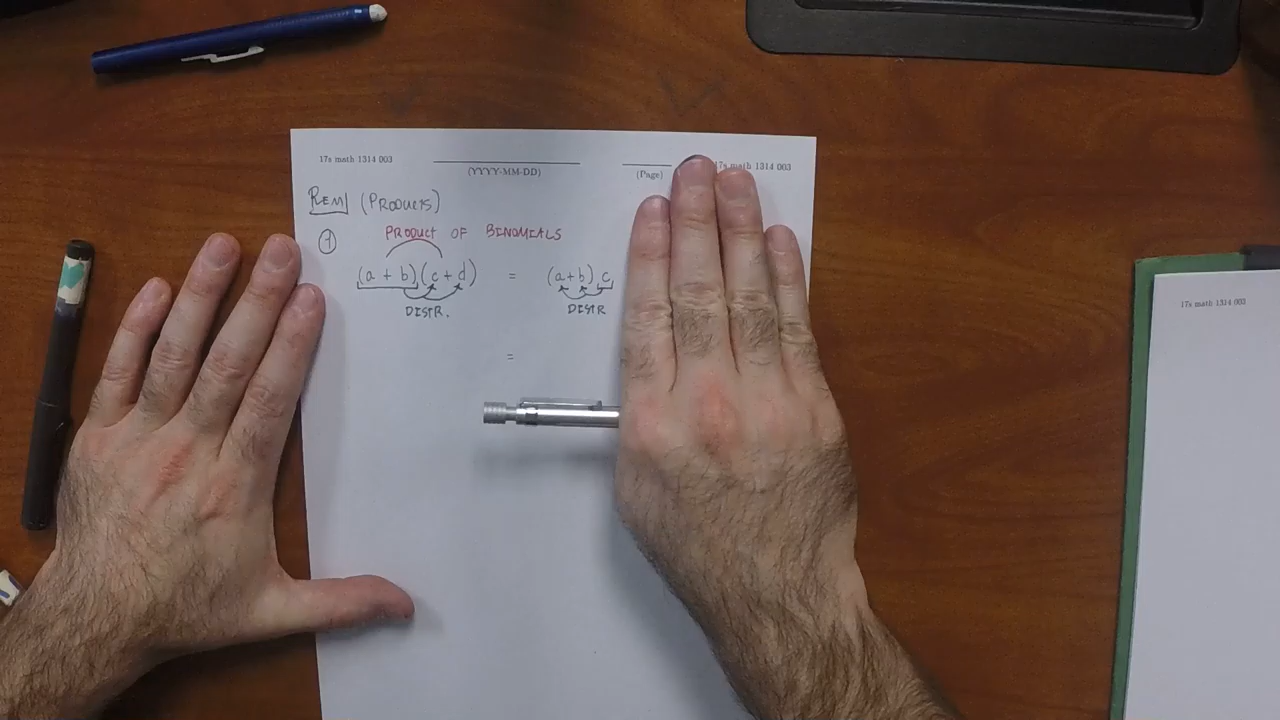 17s math 1314 003 (YYYY-MM-DD) (Page) 17s math 1314 003
REM (PRODUCTS)
① PRODUCT OF BINOMIALS
(a + b)(c + d) = (a+b) c
DISTR. DISTR
=
17s math 1314 003